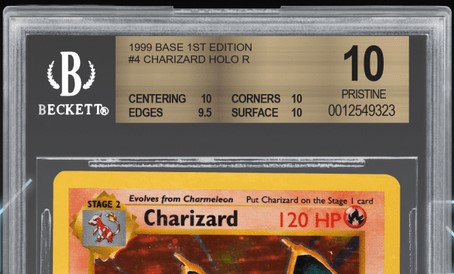 1999 BASE 1ST EDITION
#4 CHARIZARD HOLO R
10
PRISTINE
0012549323
B
BECKETT®
CENTERING 10 CORNERS 10
EDGES 9.5 SURFACE 10
Evolves from Charmeleon Put Charizard on the Stage 1 card
STAGE 2
Charizard 120 HP